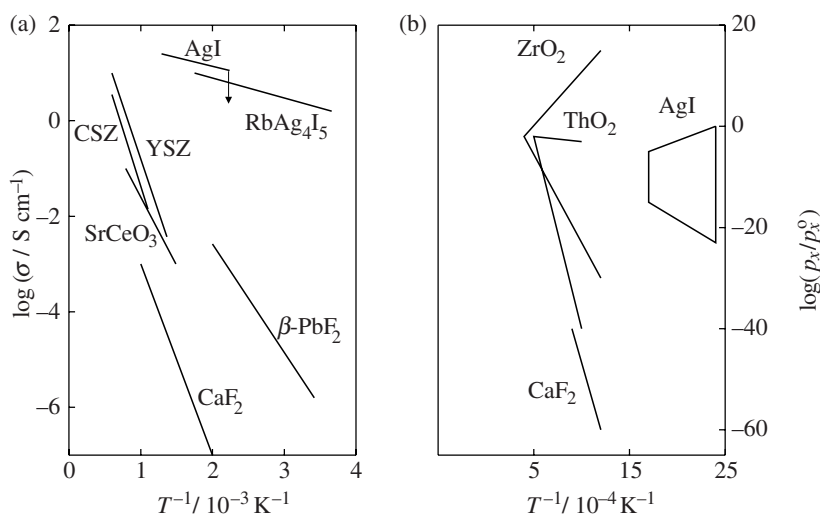 (a)
2
0
−2
−4
−6
log (σ / S cm⁻¹)
AgI
RbAg₄I₅
CSZ
YSZ
SrCeO₃
β-PbF₂
CaF₂
0 1 2 3 4
T⁻¹/ 10⁻³ K⁻¹
(b)
ZrO₂
ThO₂
AgI
CaF₂
20
0
−20
−40
−60
log(pₓ/pₓ⁰)
5 15 25
T⁻¹/ 10⁻⁴ K⁻¹